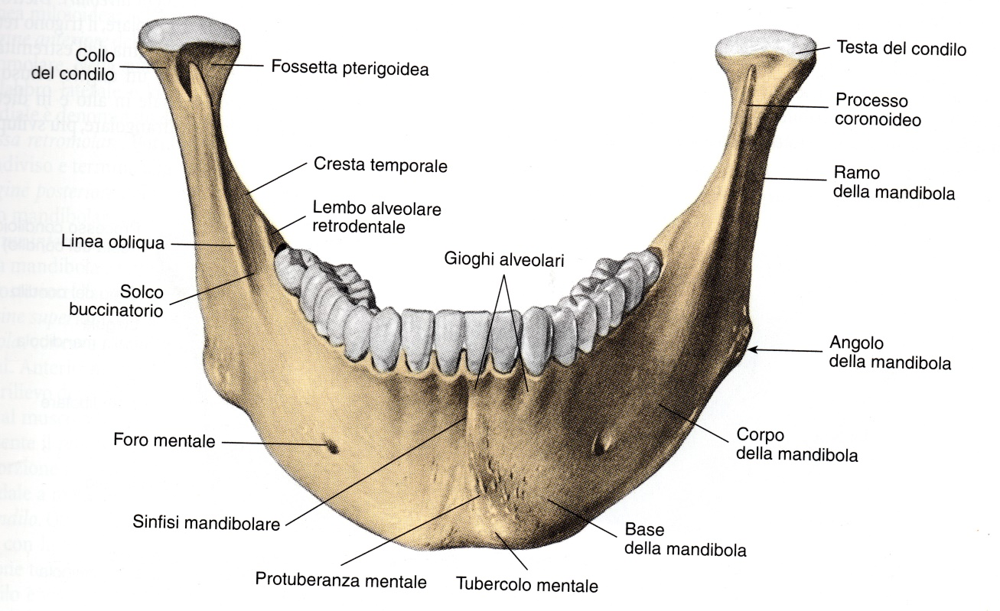 Collo
del condilo
Fossetta pterigoidea
Testa del condilo
Processo
coronoideo
Cresta temporale
Ramo
della mandibola
Lembo alveolare
retrodentale
Linea obliqua
Gioghi alveolari
Solco
buccinatorio
Angolo
della mandibola
Foro mentale
Corpo
della mandibola
Sinfisi mandibolare
Base
della mandibola
Protuberanza mentale
Tubercolo mentale